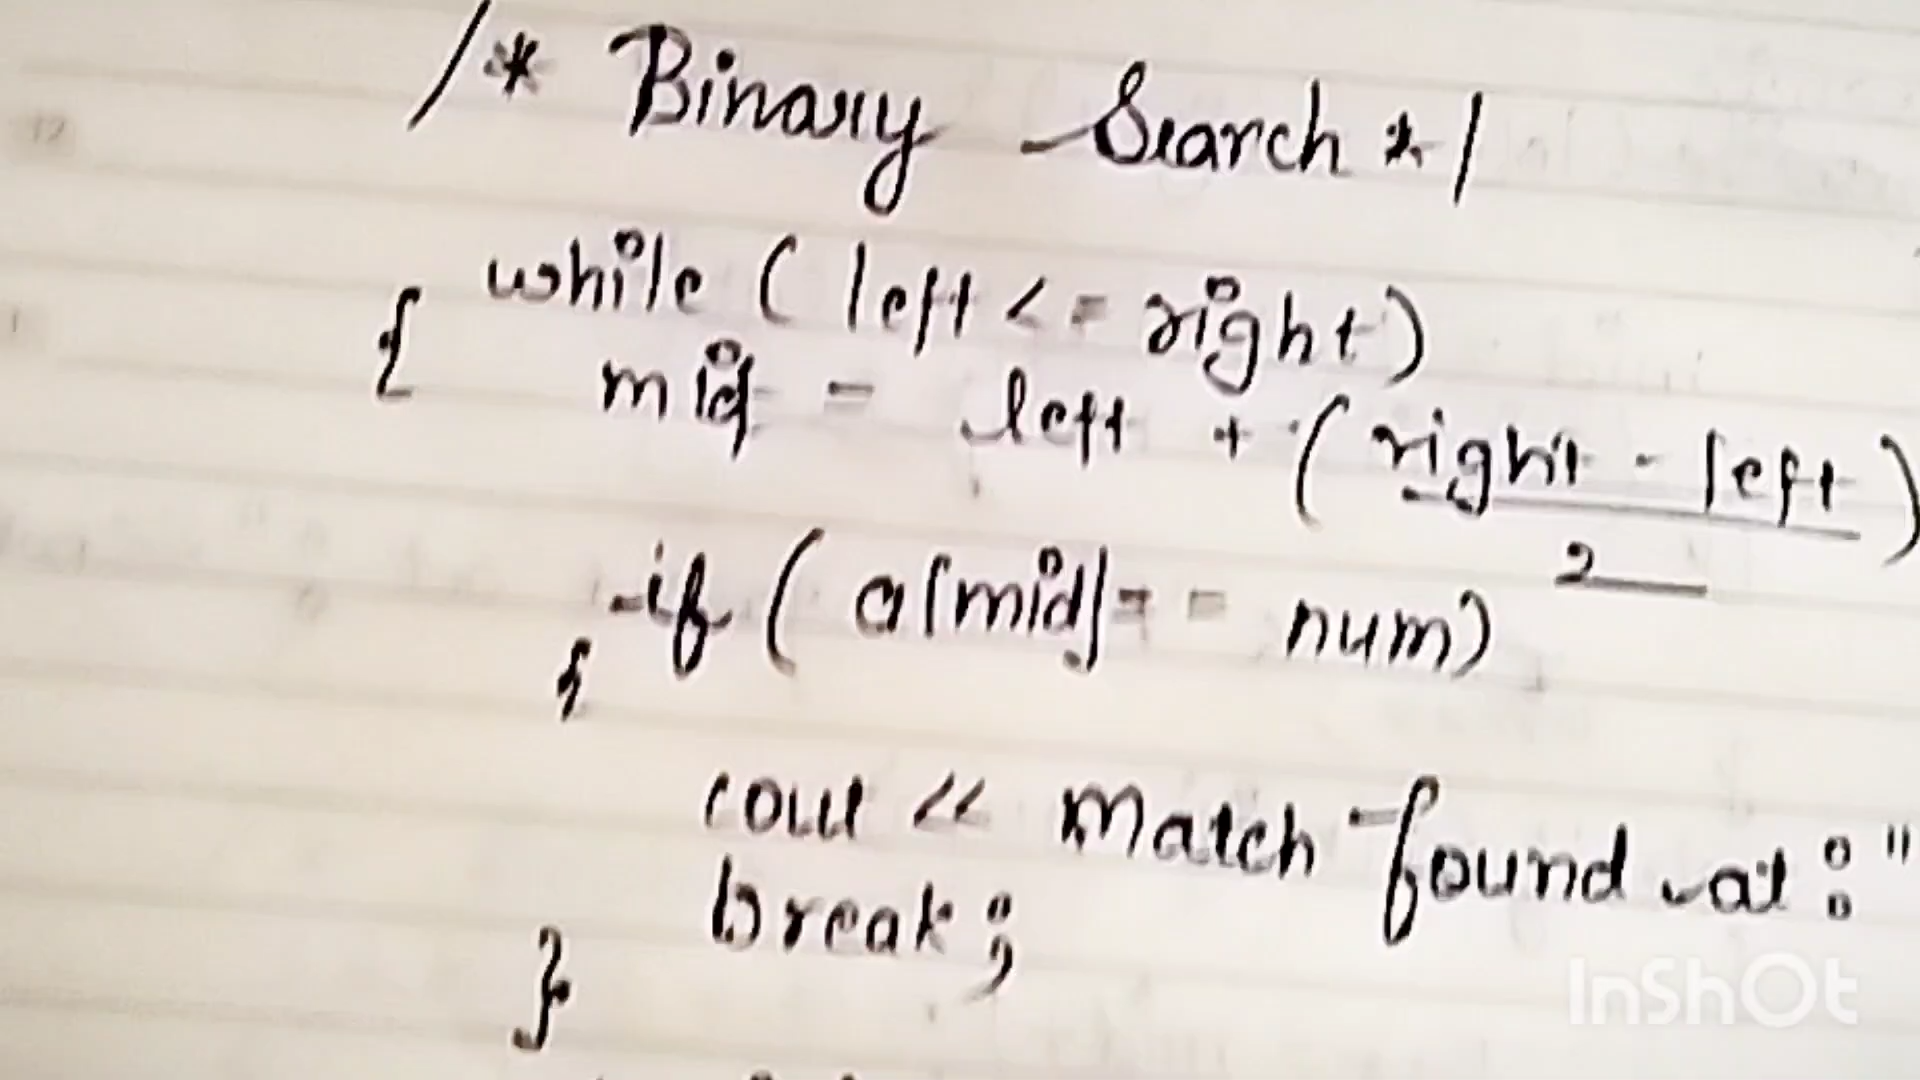 /* Binary Search */
while ( left <= right)
{
mid = left + (right - left)
2
if ( a[mid] == num)
{
cout << Match found at : "
break;
}
InShOt